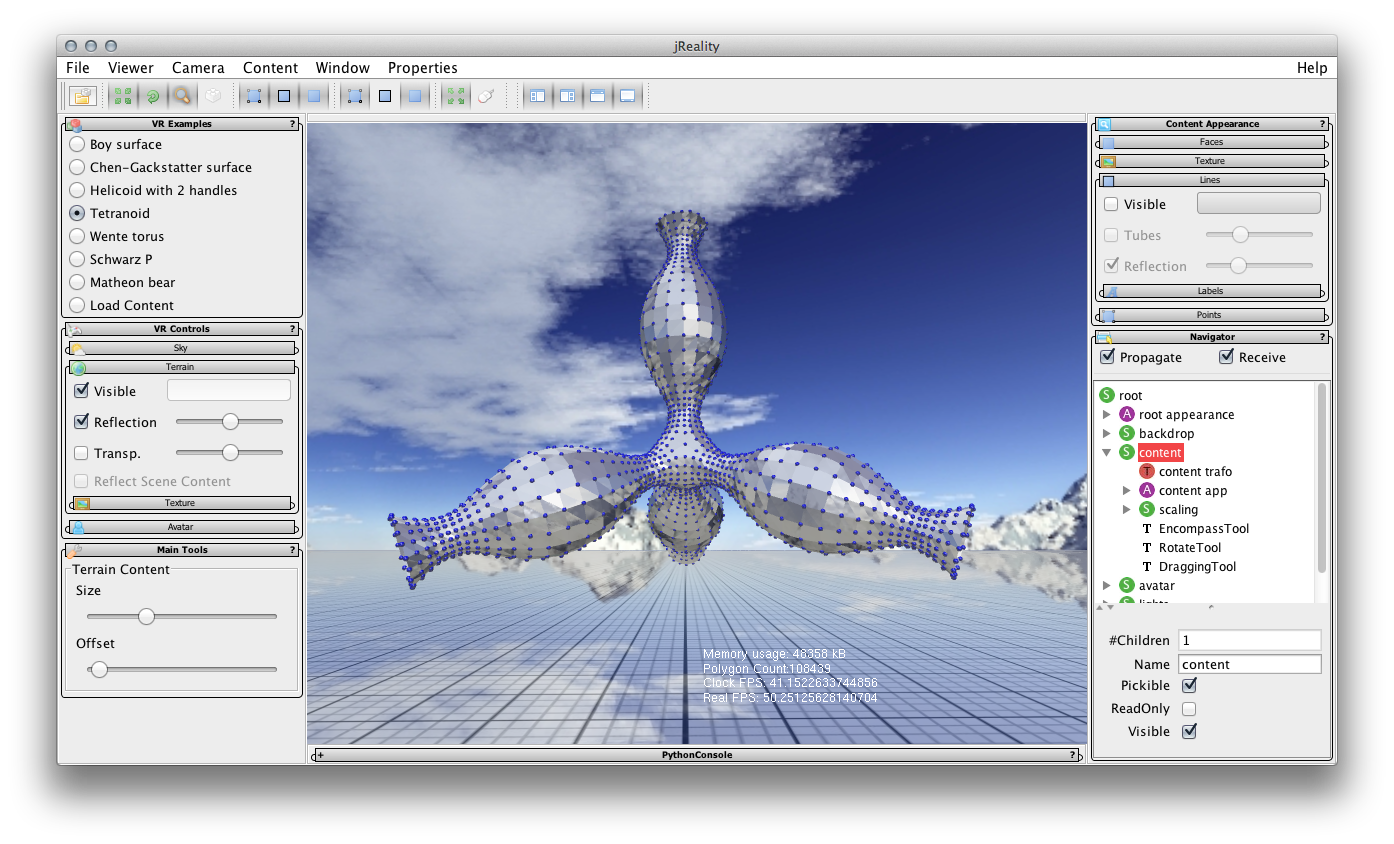 jReality
File Viewer Camera Content Window Properties Help
VR Examples ?
Boy surface
Chen-Gackstatter surface
Helicoid with 2 handles
Tetranoid
Wente torus
Schwarz P
Matheon bear
Load Content
VR Controls ?
Sky
Terrain
Visible
Reflection
Transp.
Reflect Scene Content
Texture
Avatar
Main Tools ?
Terrain Content
Size
Offset
Memory usage: 48358 kB
Polygon Count:108439
Clock FPS: 41.1522633744856
Real FPS: 50.25125628140704
+ PythonConsole ?
Content Appearance ?
Faces
Texture
Lines
Visible
Tubes
Reflection
Labels
Points
Navigator ?
Propagate Receive
S root
A root appearance
S backdrop
S content
T content trafo
A content app
S scaling
T EncompassTool
T RotateTool
T DraggingTool
S avatar
#Children 1
Name content
Pickible
ReadOnly
Visible